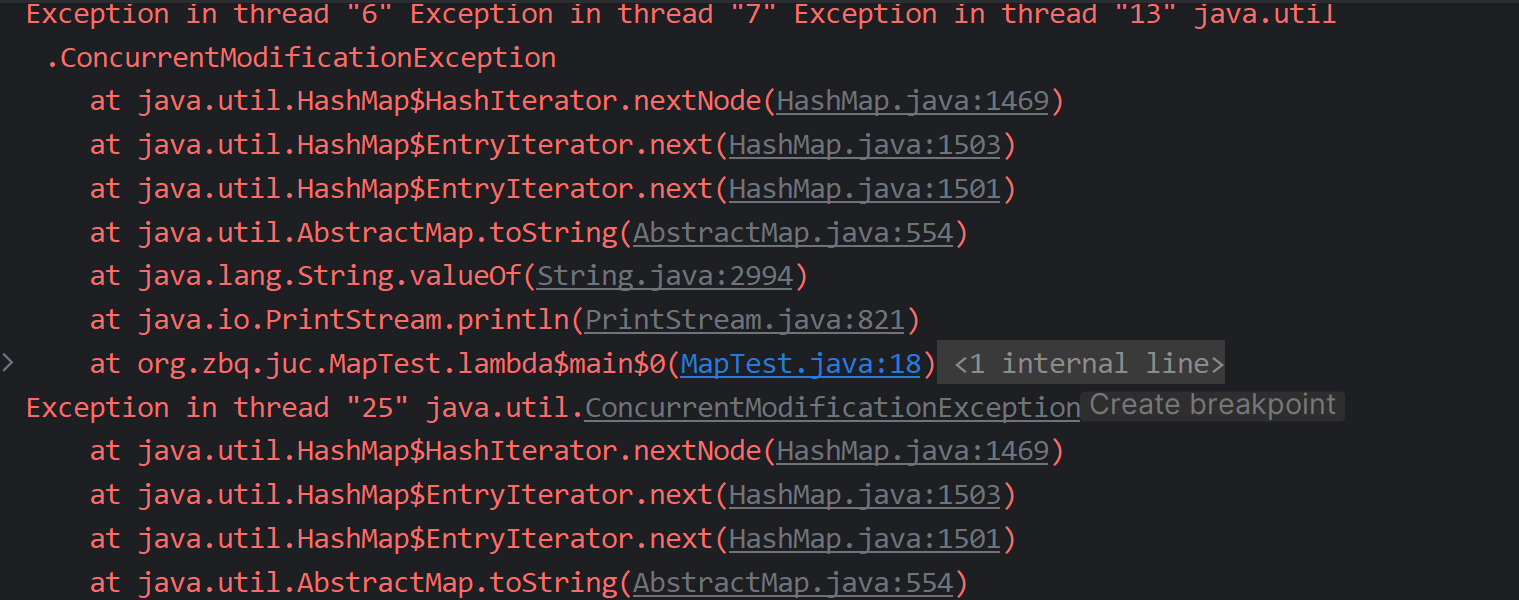 Exception in thread "6" Exception in thread "7" Exception in thread "13" java.util
.ConcurrentModificationException
at java.util.HashMap$HashIterator.nextNode(HashMap.java:1469)
at java.util.HashMap$EntryIterator.next(HashMap.java:1503)
at java.util.HashMap$EntryIterator.next(HashMap.java:1501)
at java.util.AbstractMap.toString(AbstractMap.java:554)
at java.lang.String.valueOf(String.java:2994)
at java.io.PrintStream.println(PrintStream.java:821)
at org.zbq.juc.MapTest.lambda$main$0(MapTest.java:18) <1 internal line>
Exception in thread "25" java.util.ConcurrentModificationException Create breakpoint
at java.util.HashMap$HashIterator.nextNode(HashMap.java:1469)
at java.util.HashMap$EntryIterator.next(HashMap.java:1503)
at java.util.HashMap$EntryIterator.next(HashMap.java:1501)
at java.util.AbstractMap.toString(AbstractMap.java:554)